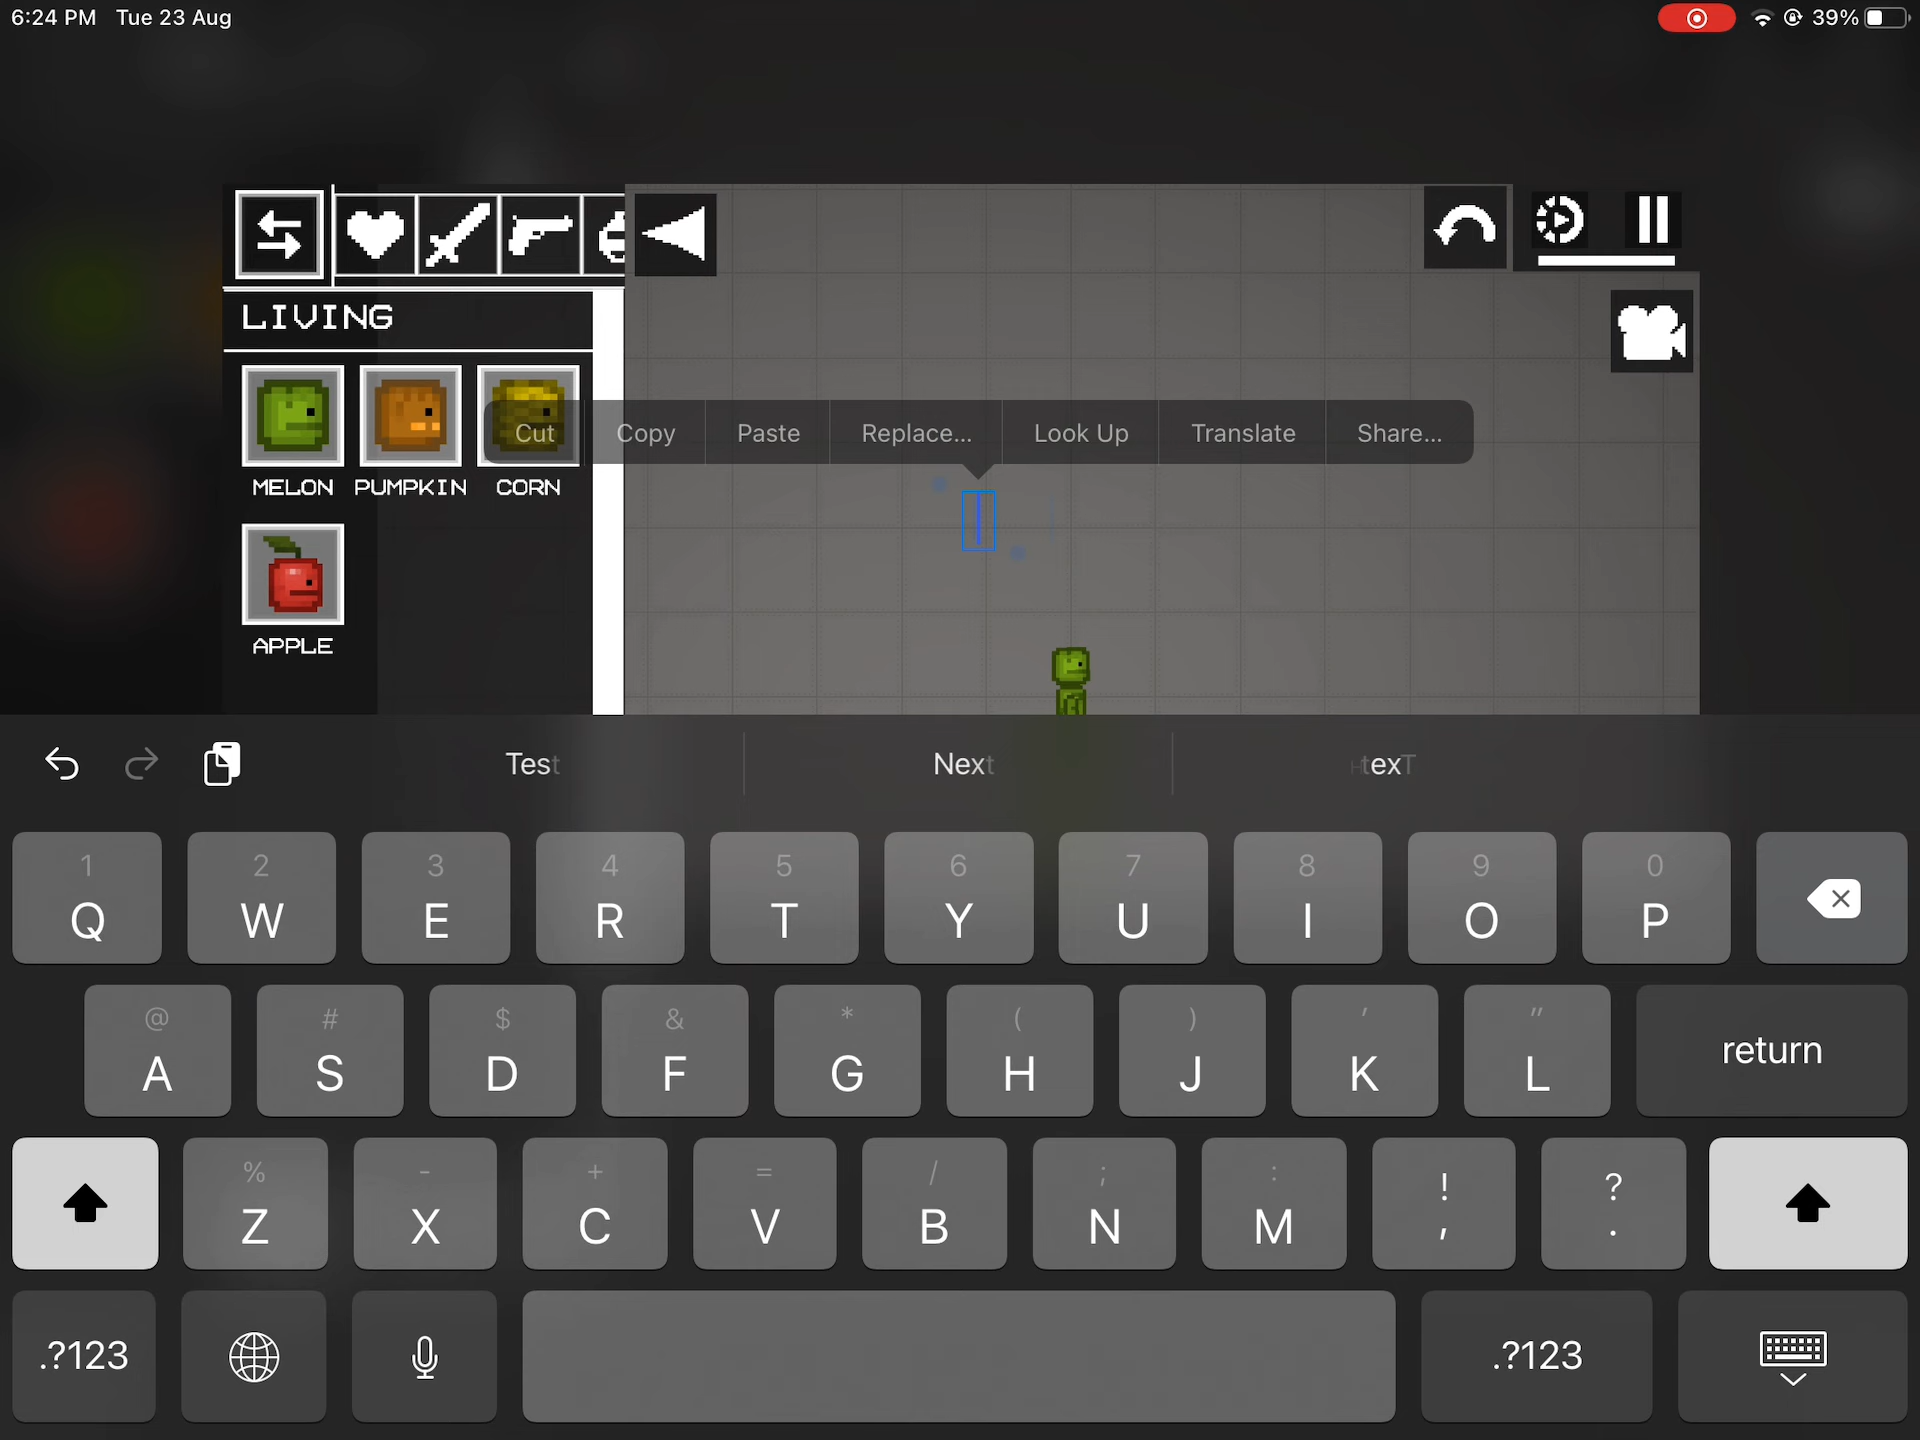 6:24 PM Tue 23 Aug
39%
LIVING
Cut Copy Paste Replace... Look Up Translate Share...
MELON PUMPKIN CORN
APPLE
Test Next
1 2 3 4 5 6 7 8 9 0
Q W E R T Y U I O P
@ # $ & * ( ) ' "
A S D F G H J K L return
% - + = / ; : ! ?
Z X C V B N M , .
.?123 .?123